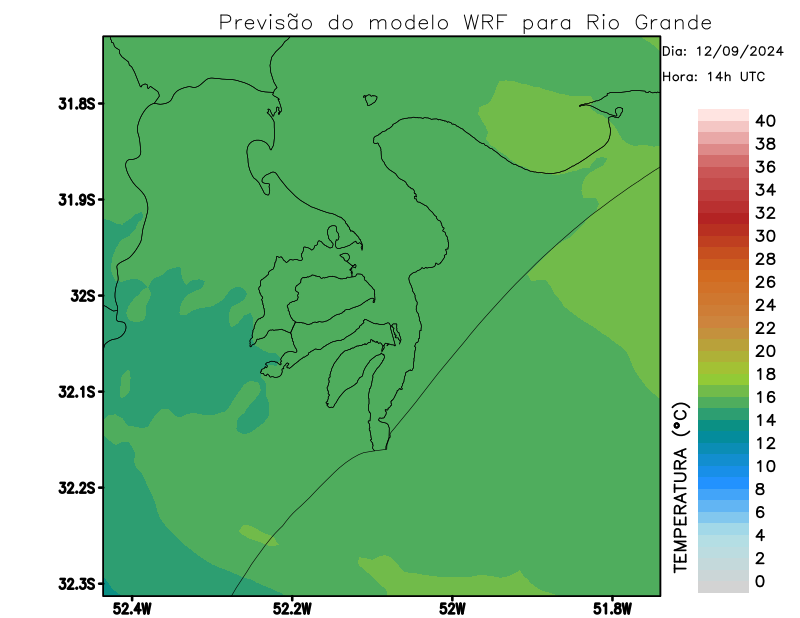 Previsão do modelo WRF para Rio Grande
Dia: 12/09/2024
Hora: 14h UTC
31.8S
31.9S
32S
32.1S
32.2S
32.3S
52.4W
52.2W
52W
51.8W
TEMPERATURA (°C)
40
38
36
34
32
30
28
26
24
22
20
18
16
14
12
10
8
6
4
2
0